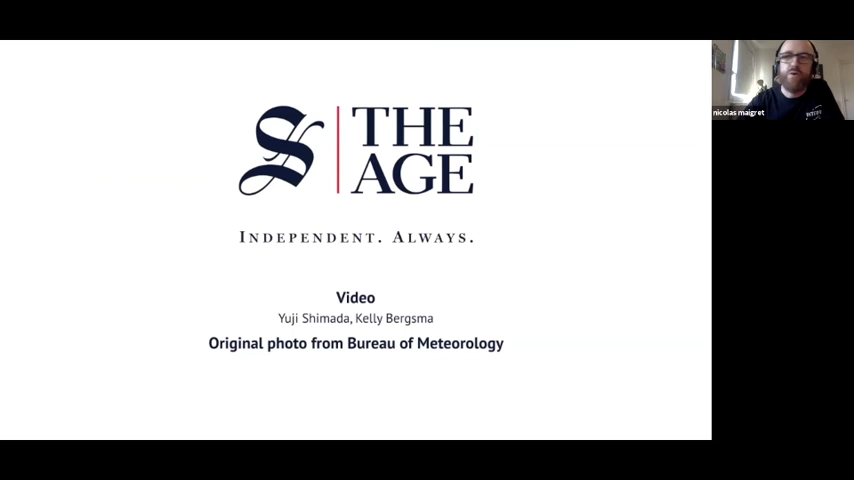 THE
AGE
INDEPENDENT. ALWAYS.
Video
Yuji Shimada, Kelly Bergsma
Original photo from Bureau of Meteorology
nicolas maigret